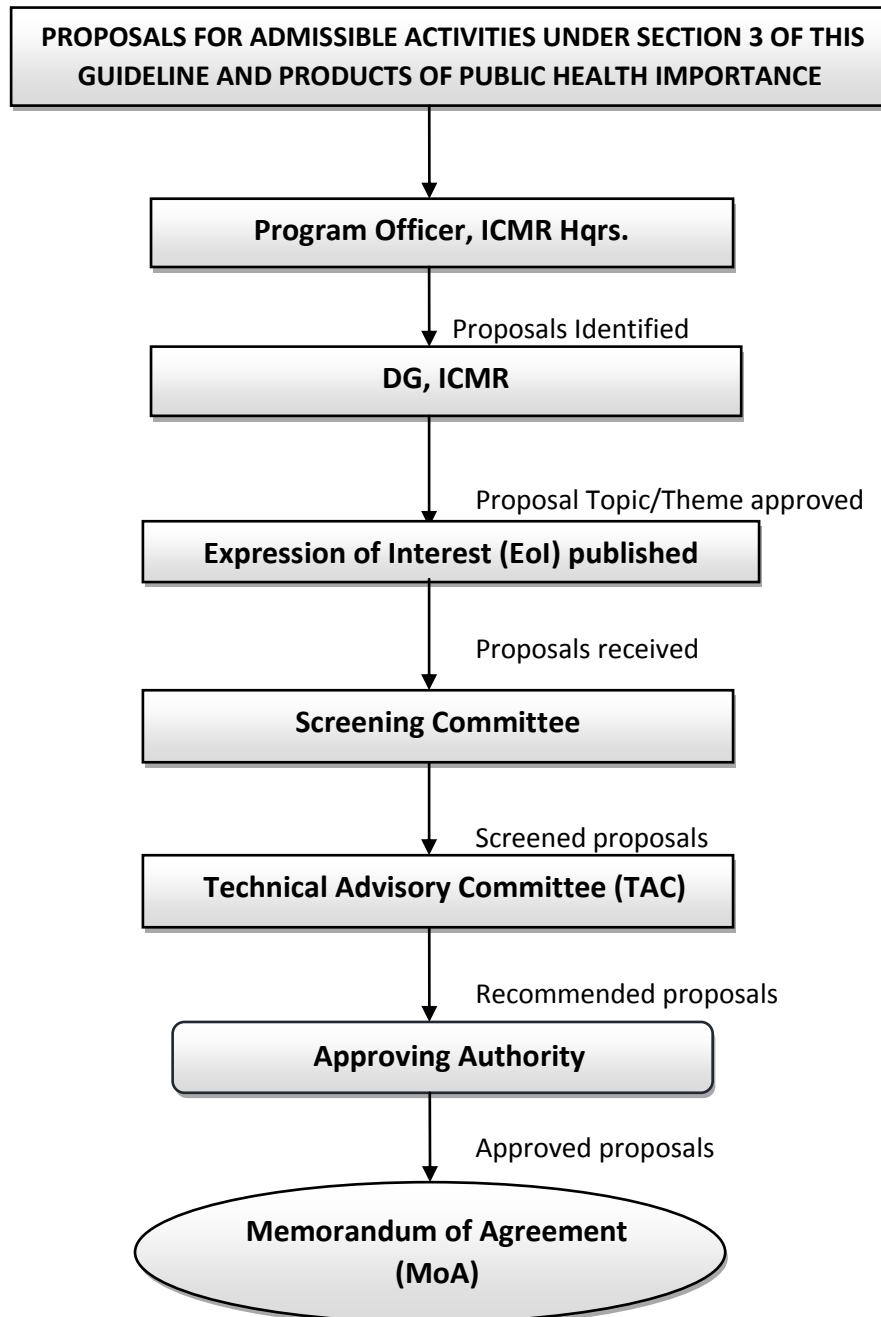 PROPOSALS FOR ADMISSIBLE ACTIVITIES UNDER SECTION 3 OF THIS
GUIDELINE AND PRODUCTS OF PUBLIC HEALTH IMPORTANCE
Program Officer, ICMR Hqrs.
Proposals Identified
DG, ICMR
Proposal Topic/Theme approved
Expression of Interest (EoI) published
Proposals received
Screening Committee
Screened proposals
Technical Advisory Committee (TAC)
Recommended proposals
Approving Authority
Approved proposals
Memorandum of Agreement
(MoA)